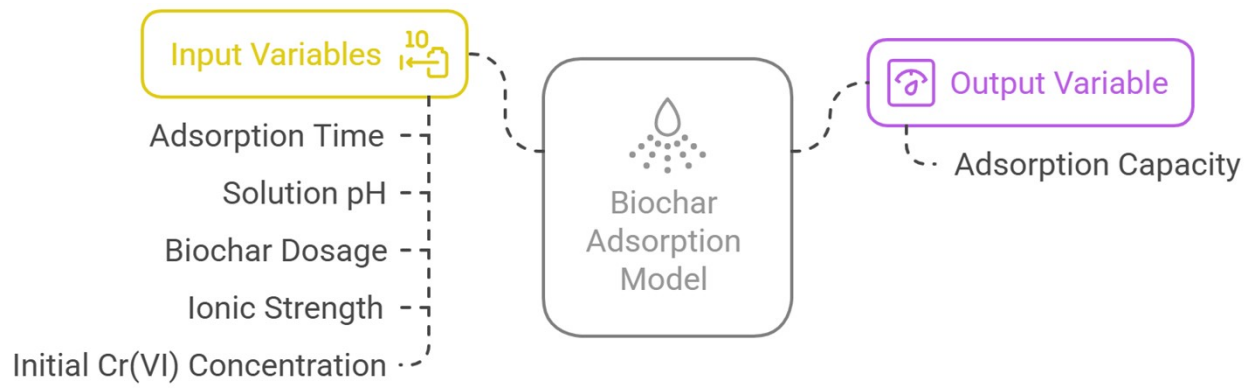 Input Variables
10
Adsorption Time
Solution pH
Biochar Dosage
Ionic Strength
Initial Cr(VI) Concentration
Biochar
Adsorption
Model
Output Variable
Adsorption Capacity